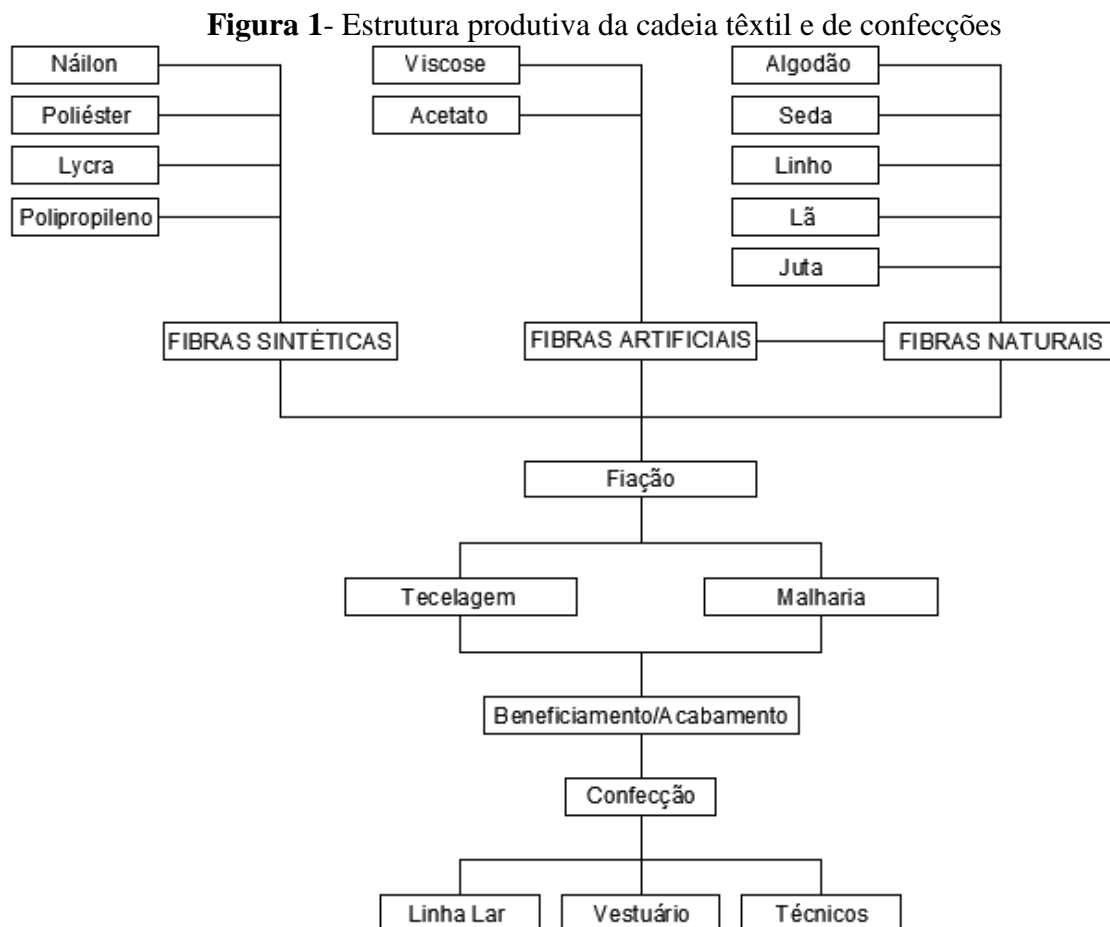 Figura 1- Estrutura produtiva da cadeia têxtil e de confecções
Náilon
Viscose
Algodão
Poliéster
Acetato
Seda
Lycra
Linho
Polipropileno
Lã
Juta
FIBRAS SINTÉTICAS
FIBRAS ARTIFICIAIS
FIBRAS NATURAIS
Fiação
Tecelagem
Malharia
Beneficiamento/Acabamento
Confecção
Linha Lar
Vestuário
Técnicos